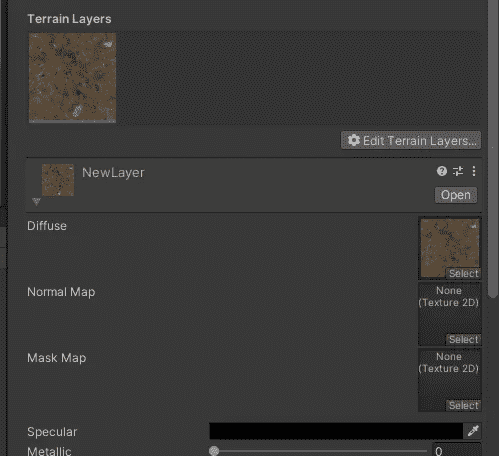 Terrain Layers
Edit Terrain Layers...
NewLayer
Open
Diffuse
Select
Normal Map
None
(Texture 2D)
Select
Mask Map
None
(Texture 2D)
Select
Specular
Metallic
0